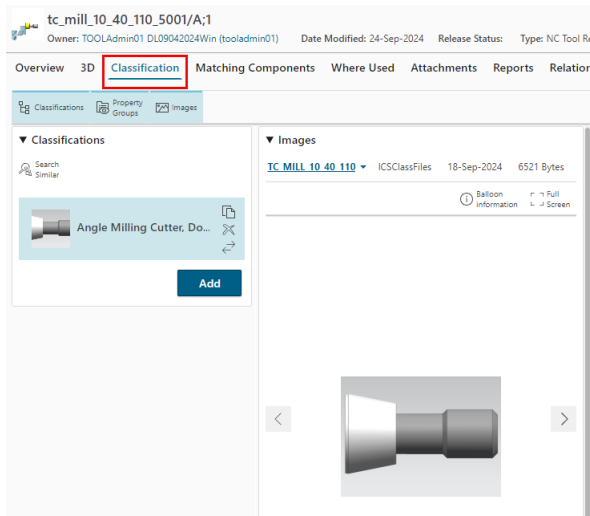 tc_mill_10_40_110_5001/A;1
Owner: TOOLAdmin01 DL09042024Win (tooladmin01) Date Modified: 24-Sep-2024 Release Status: Type: NC Tool Re
Overview 3D Classification Matching Components Where Used Attachments Reports Relation
Classifications Property Groups Images
▼ Classifications
Search
Similar
Angle Milling Cutter, Do...
Add
▼ Images
TC_MILL_10_40_110 ICSClassFiles 18-Sep-2024 6521 Bytes
Balloon
information
Full
Screen